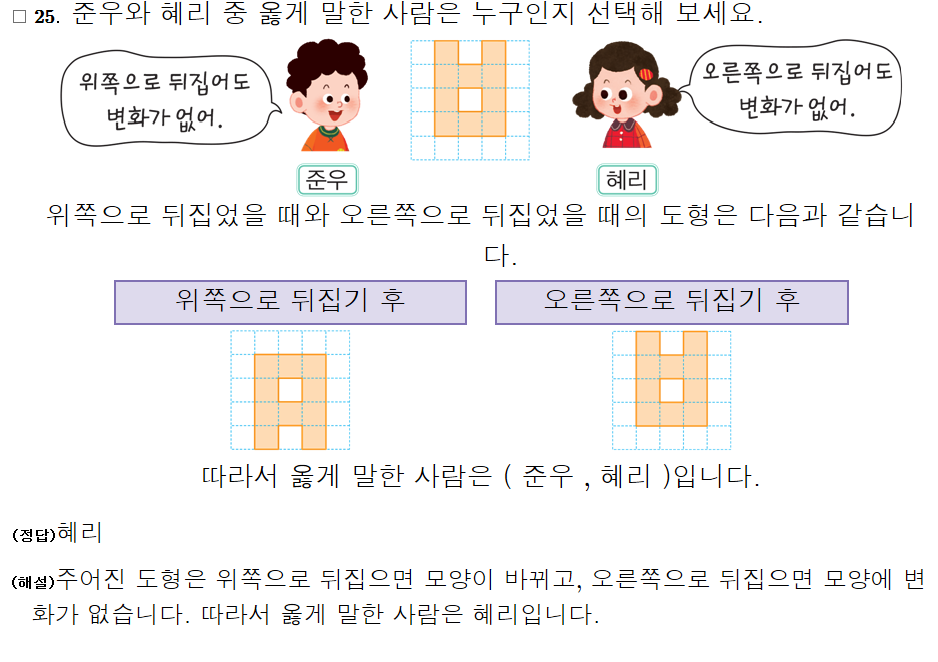 □ 25. 준우와 혜리 중 옳게 말한 사람은 누구인지 선택해 보세요.
위쪽으로 뒤집어도
변화가 없어.
오른쪽으로 뒤집어도
변화가 없어.
준우
혜리
위쪽으로 뒤집었을 때와 오른쪽으로 뒤집었을 때의 도형은 다음과 같습니
다.
위쪽으로 뒤집기 후
오른쪽으로 뒤집기 후
따라서 옳게 말한 사람은 ( 준우 , 혜리 )입니다.
(정답)혜리
(해설)주어진 도형은 위쪽으로 뒤집으면 모양이 바뀌고, 오른쪽으로 뒤집으면 모양에 변
화가 없습니다. 따라서 옳게 말한 사람은 혜리입니다.